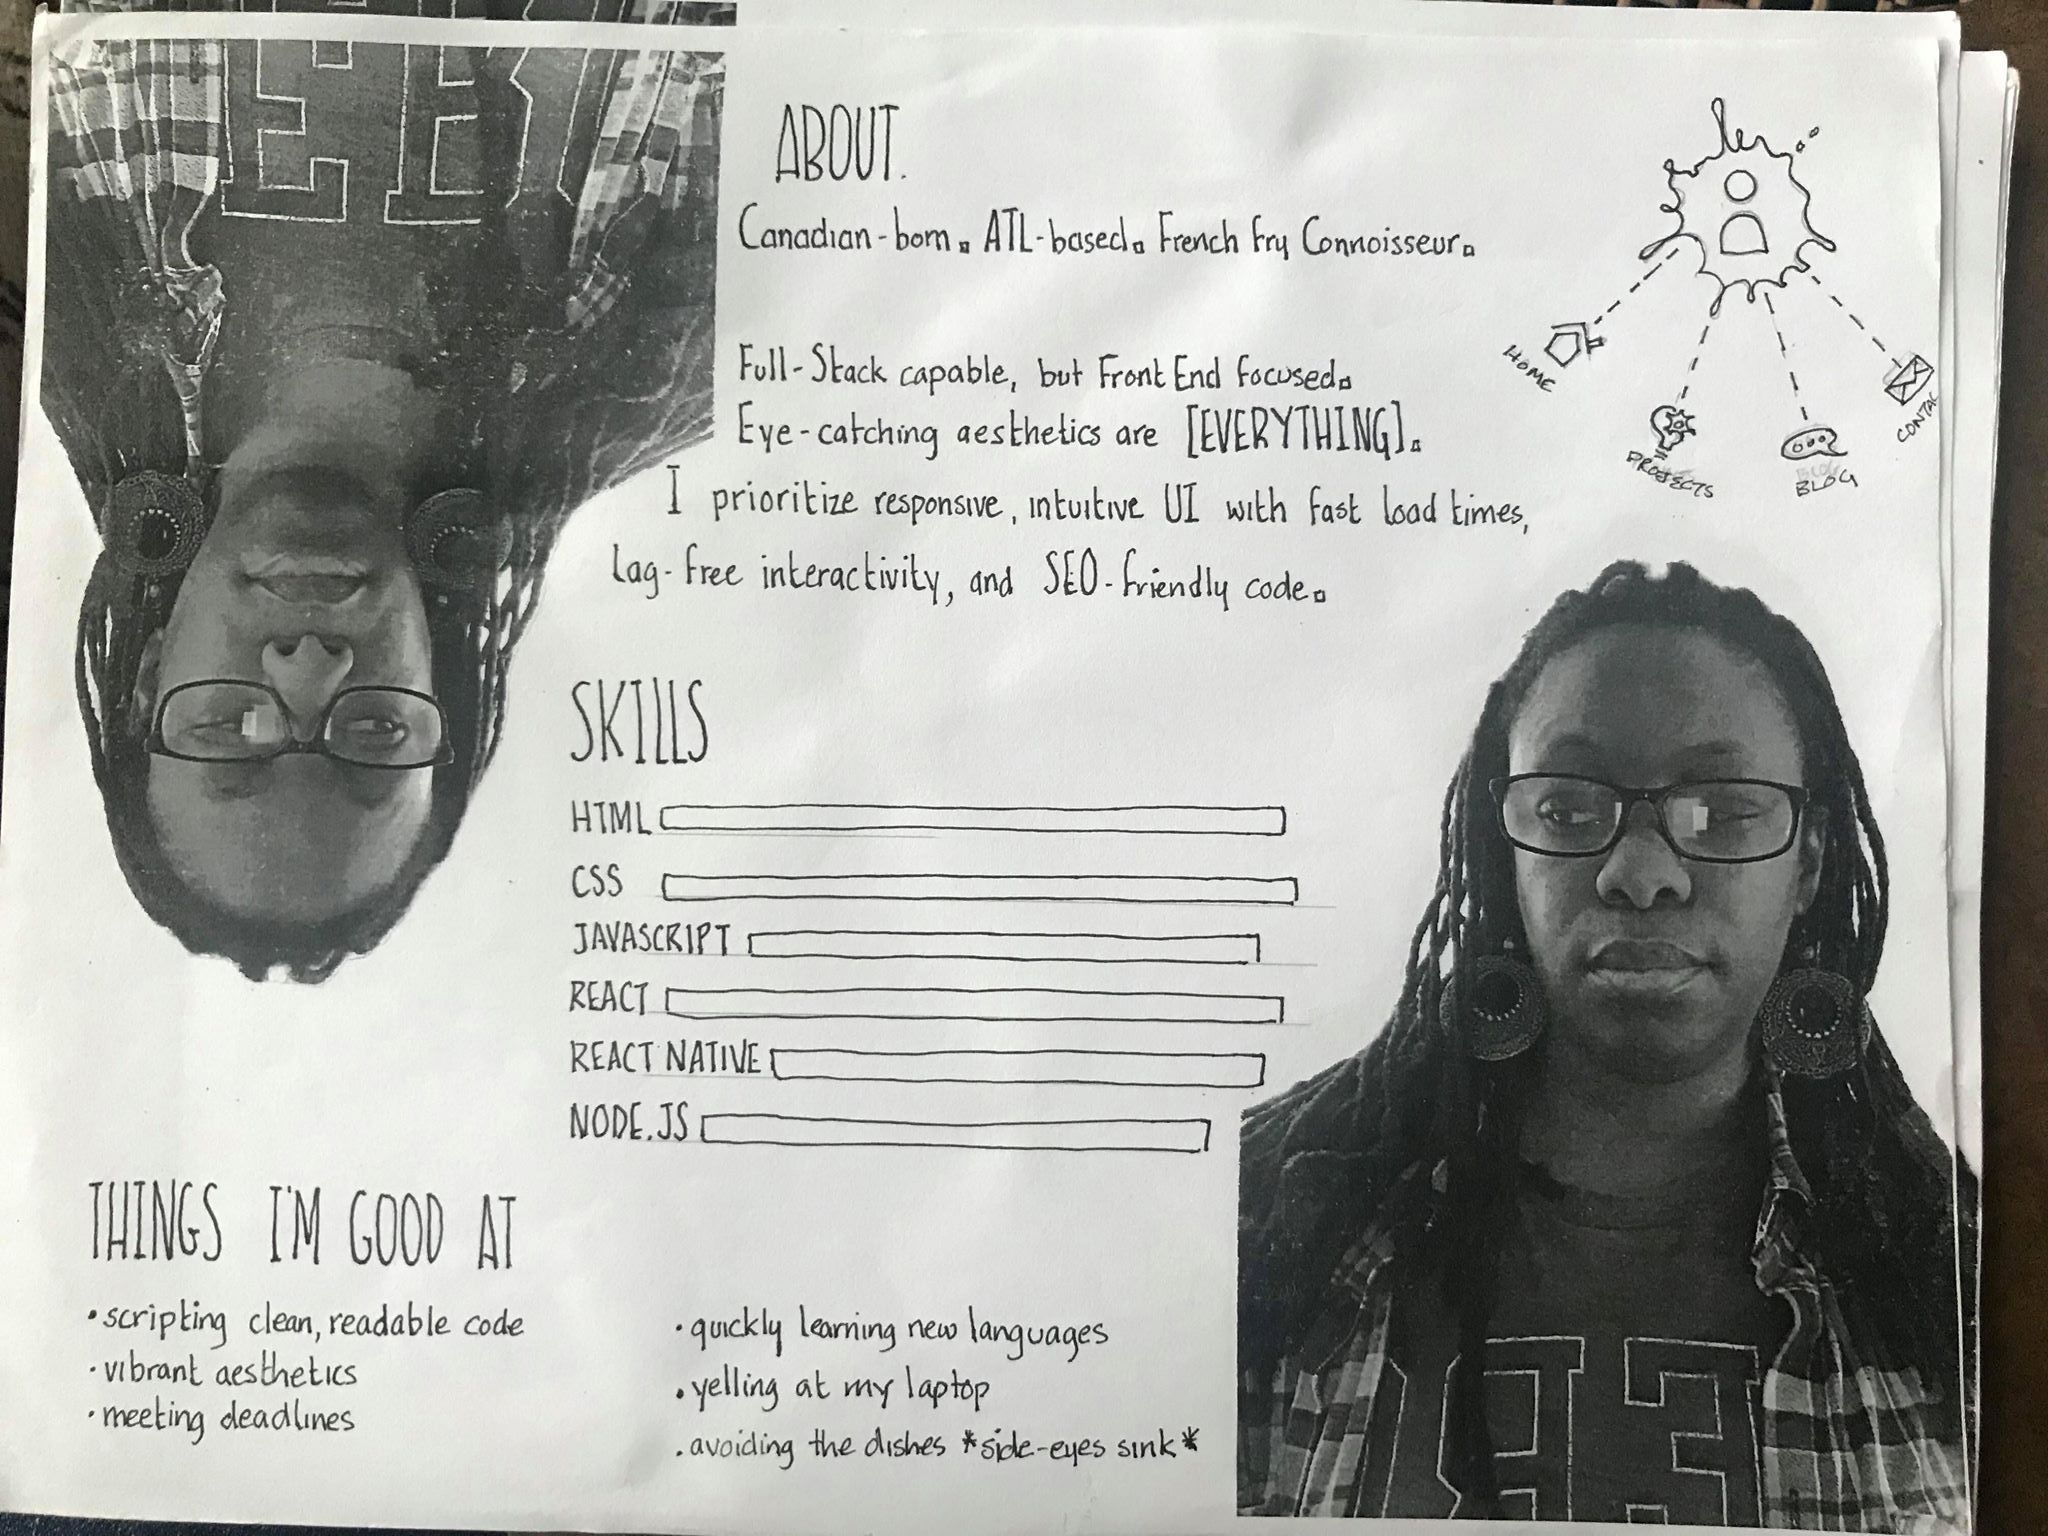 ABOUT.
Canadian-born. ATL-based. French Fry Connoisseur.
Full-Stack capable, but Front End focused.
Eye-catching aesthetics are [EVERYTHING].
I prioritize responsive, intuitive UI with fast load times,
lag-free interactivity, and SEO-friendly code.
HOME
PROJECTS
BLOG
CONTAC
SKILLS
HTML
CSS
JAVASCRIPT
REACT
REACT NATIVE
NODE.JS
THINGS I'M GOOD AT
• scripting clean, readable code
• vibrant aesthetics
• meeting deadlines
• quickly learning new languages
• yelling at my laptop
• avoiding the dishes *side-eyes sink*